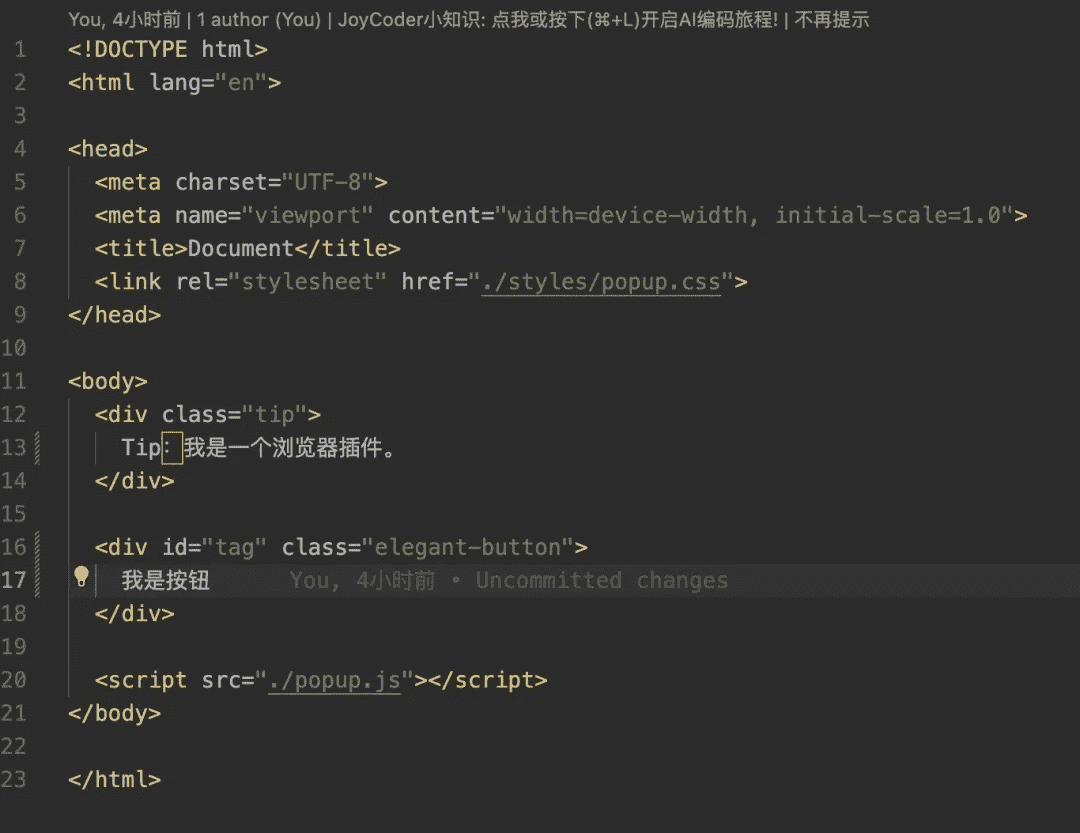 You, 4小时前 | 1 author (You) | JoyCoder小知识: 点我或按下(⌘+L)开启AI编码旅程! | 不再提示
1 <!DOCTYPE html>
2 <html lang="en">
3
4 <head>
5 <meta charset="UTF-8">
6 <meta name="viewport" content="width=device-width, initial-scale=1.0">
7 <title>Document</title>
8 <link rel="stylesheet" href="./styles/popup.css">
9 </head>
10
11 <body>
12 <div class="tip">
13 Tip：我是一个浏览器插件。
14 </div>
15
16 <div id="tag" class="elegant-button">
17 我是按钮 You, 4小时前 • Uncommitted changes
18 </div>
19
20 <script src="./popup.js"></script>
21 </body>
22
23 </html>